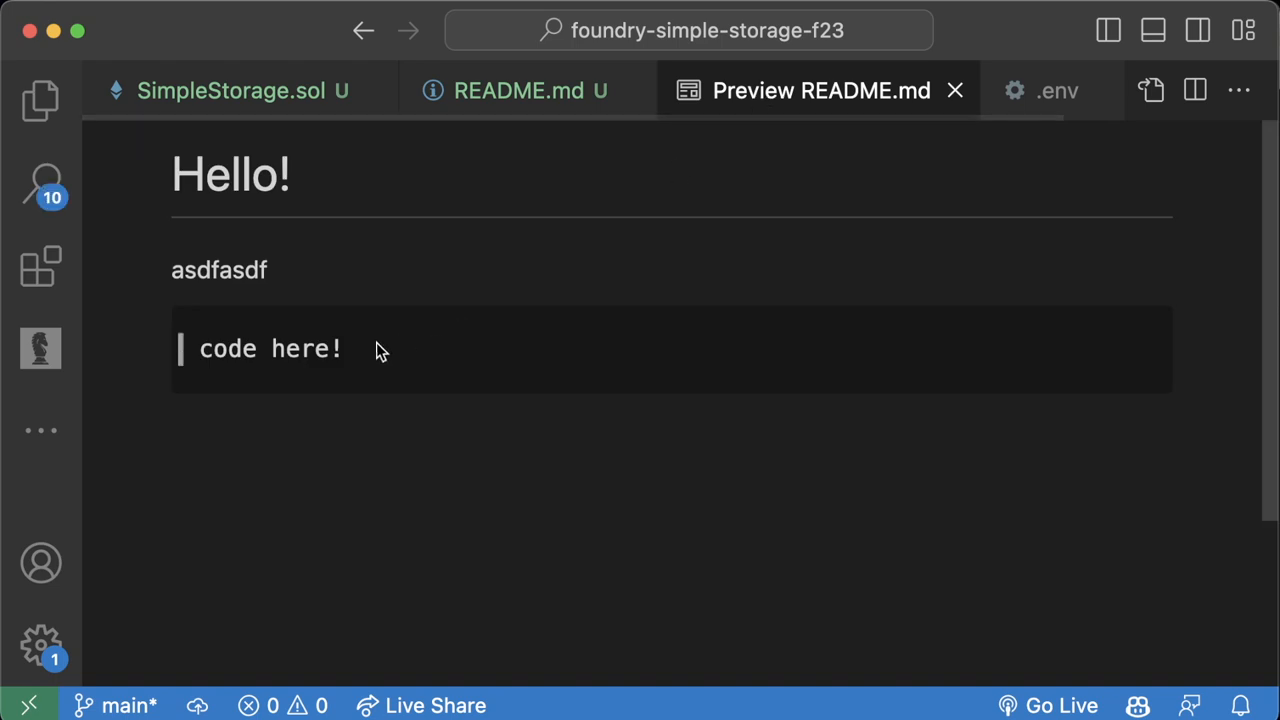 foundry-simple-storage-f23
SimpleStorage.sol U
README.md U
Preview README.md
.env
10
Hello!
asdfasdf
code here!
1
main*
0
0
Live Share
Go Live